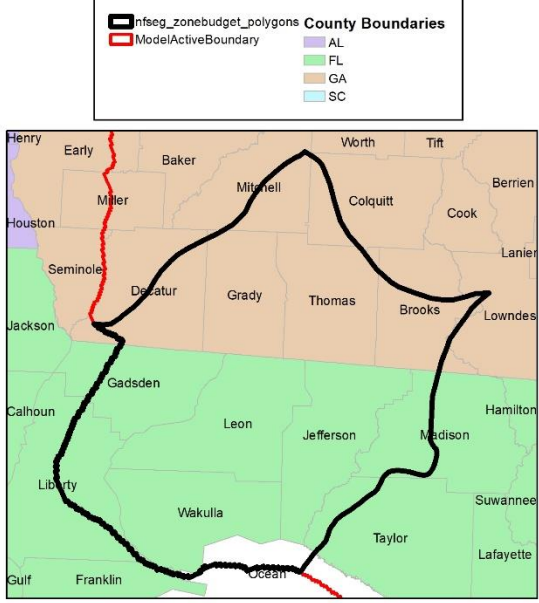 nfseg_zonebudget_polygons
ModelActiveBoundary
County Boundaries
AL
FL
GA
SC
Henry
Early
Baker
Worth
Tift
Mitchell
Berrien
Miller
Colquitt
Cook
Houston
Lanier
Seminole
Decatur
Grady
Thomas
Brooks
Lowndes
Jackson
Gadsden
Calhoun
Leon
Jefferson
Madison
Hamilton
Liberty
Suwannee
Wakulla
Taylor
Lafayette
Gulf
Franklin
Ocean